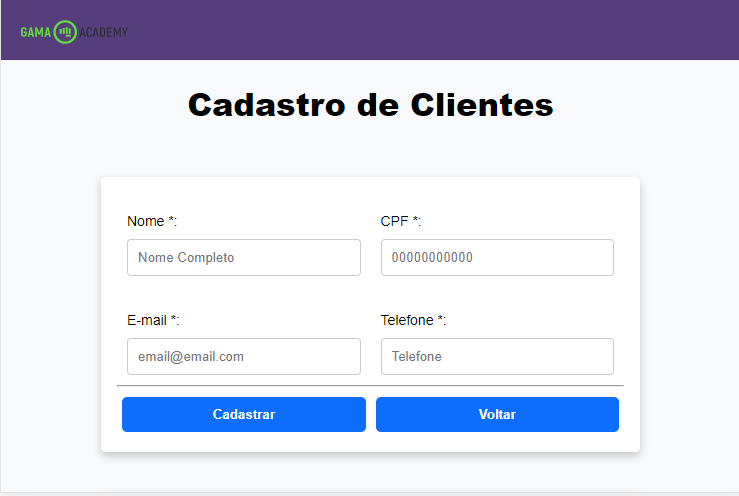 GAMA ACADEMY
Cadastro de Clientes
Nome *: CPF *:
Nome Completo 00000000000
E-mail *: Telefone *:
email@email.com Telefone
Cadastrar Voltar